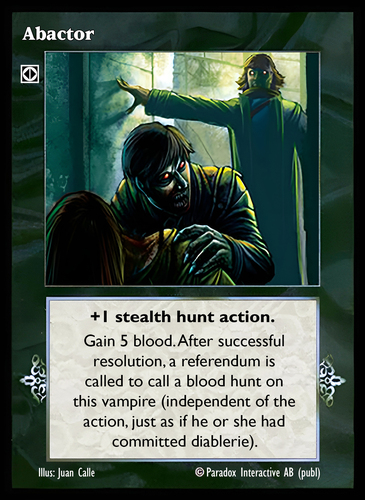 Abactor
+1 stealth hunt action.
Gain 5 blood. After successful
resolution, a referendum is
called to call a blood hunt on
this vampire (independent of the
action, just as if he or she had
committed diablerie).
Illus: Juan Calle © Paradox Interactive AB (publ)